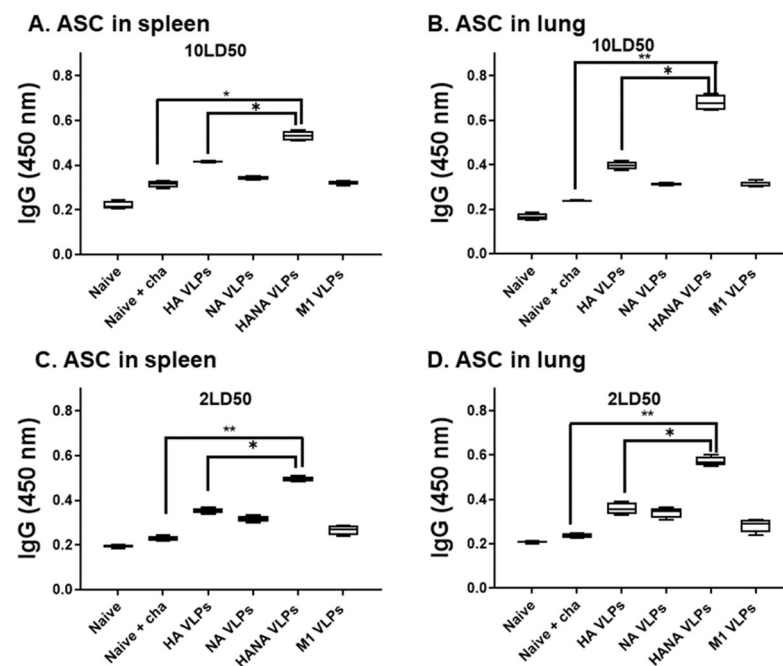 A. ASC in spleen
10LD50
IgG (450 nm)
0.8
0.6
0.4
0.2
0.0
*
*
Naive
Naive + cha
HA VLPs
NA VLPs
HANA VLPs
M1 VLPs
B. ASC in lung
10LD50
IgG (450 nm)
0.8
0.6
0.4
0.2
0.0
**
*
Naive
Naive + cha
HA VLPs
NA VLPs
HANA VLPs
M1 VLPs
C. ASC in spleen
2LD50
IgG (450 nm)
0.8
0.6
0.4
0.2
0.0
**
*
Naive
Naive + cha
HA VLPs
NA VLPs
HANA VLPs
M1 VLPs
D. ASC in lung
2LD50
IgG (450 nm)
0.8
0.6
0.4
0.2
0.0
**
*
Naive
Naive + cha
HA VLPs
NA VLPs
HANA VLPs
M1 VLPs